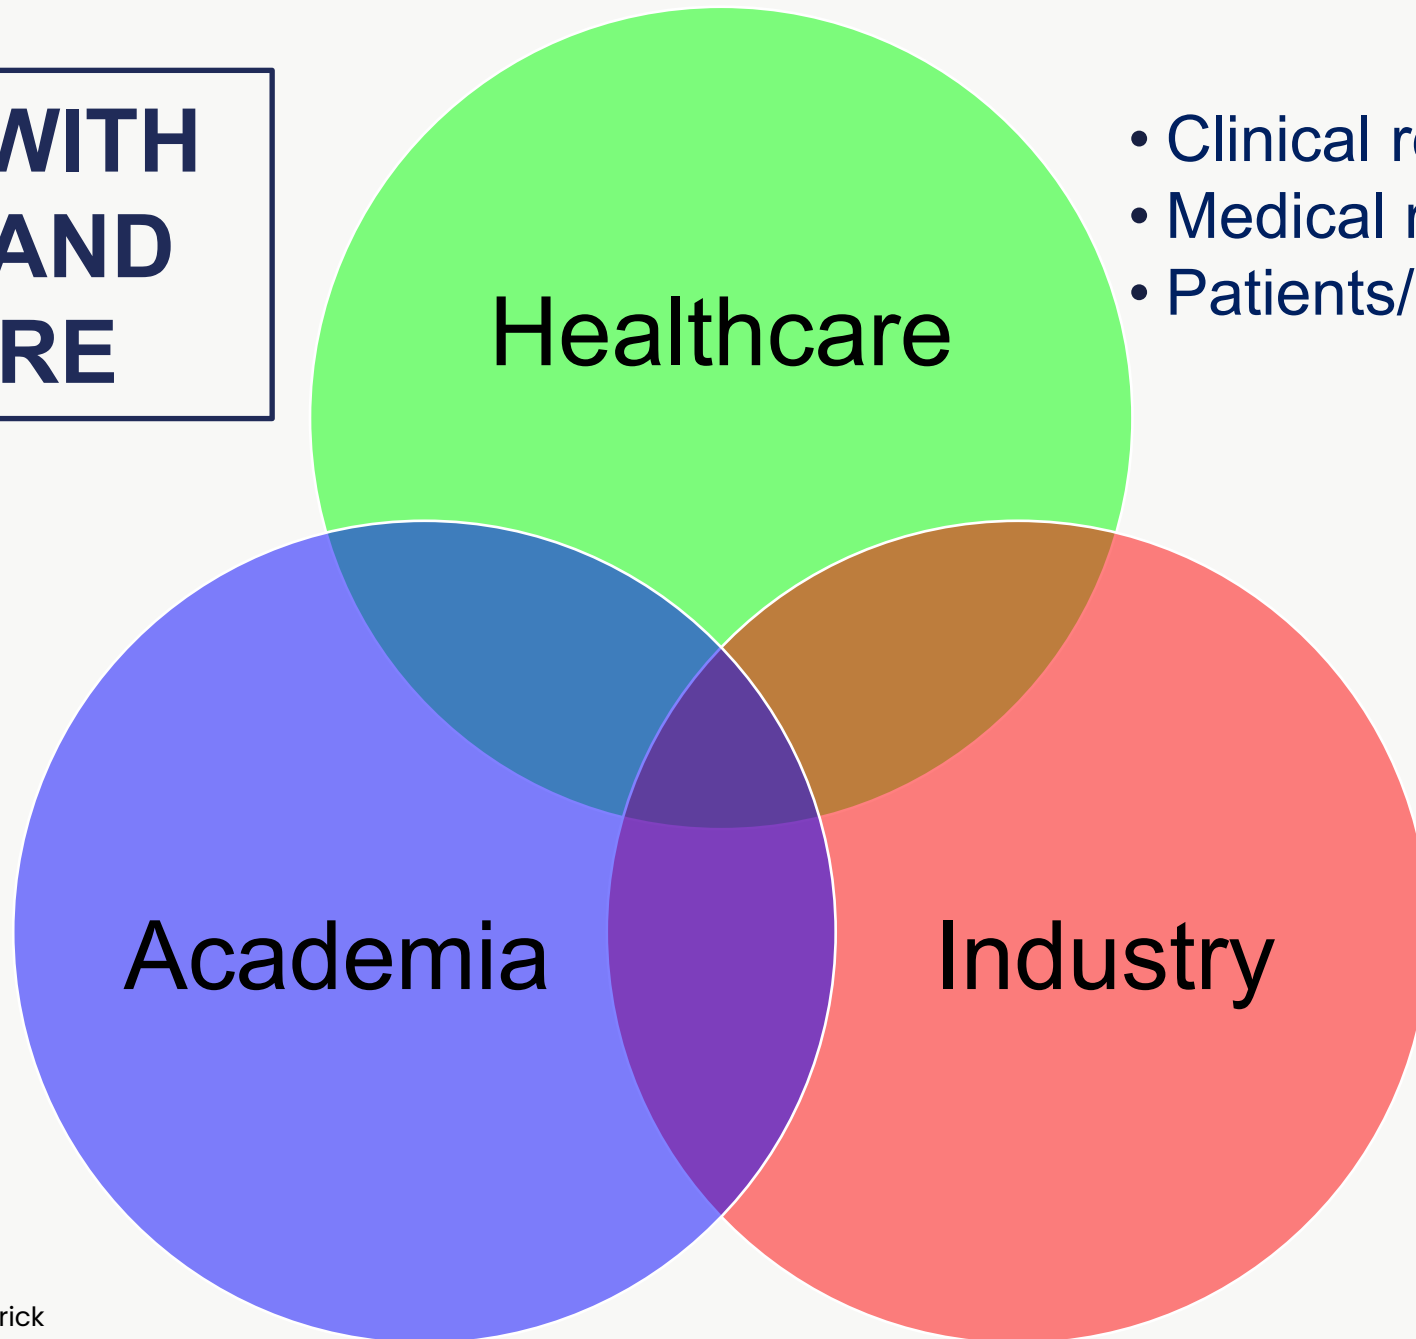 WITH
AND
RE
• Clinical
• Medical
• Patients/
Healthcare
Academia
Industry
rick